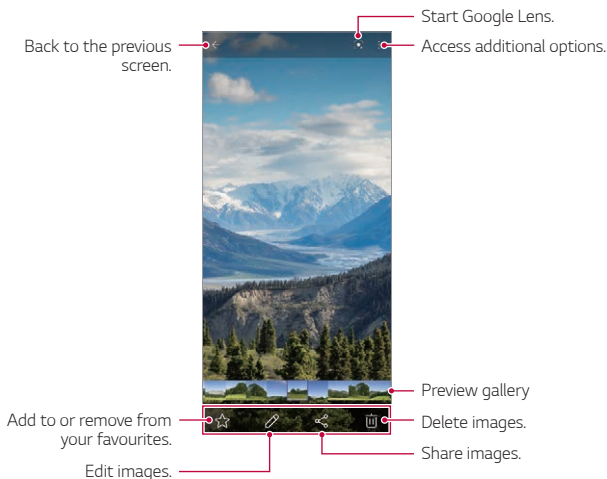 Start Google Lens.
Back to the previous
screen.
Access additional options.
Preview gallery
Add to or remove from
your favourites.
Delete images.
Share images.
Edit images.